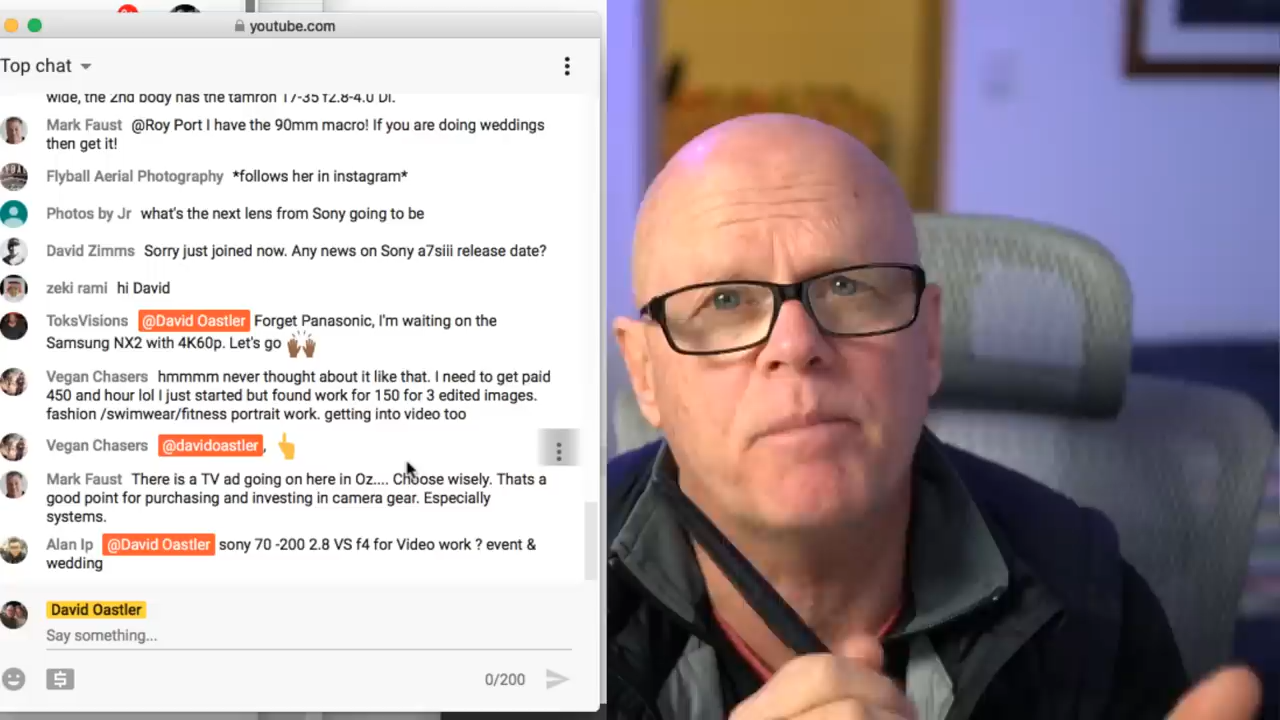 youtube.com
Top chat
wide, the 2nd body has the tamron 17-35 f2.8-4.0 Di.
Mark Faust @Roy Port I have the 90mm macro! If you are doing weddings
then get it!
Flyball Aerial Photography *follows her in instagram*
Photos by Jr what's the next lens from Sony going to be
David Zimms Sorry just joined now. Any news on Sony a7siii release date?
zeki rami hi David
ToksVisions @David Oastler Forget Panasonic, I'm waiting on the
Samsung NX2 with 4K60p. Let's go 🙌🏾
Vegan Chasers hmmmm never thought about it like that. I need to get paid
450 and hour lol I just started but found work for 150 for 3 edited images.
fashion /swimwear/fitness portrait work. getting into video too
Vegan Chasers @davidoastler, 👆
Mark Faust There is a TV ad going on here in Oz.... Choose wisely. Thats a
good point for purchasing and investing in camera gear. Especially
systems.
Alan Ip @David Oastler sony 70 -200 2.8 VS f4 for Video work ? event &
wedding
David Oastler
Say something...
0/200